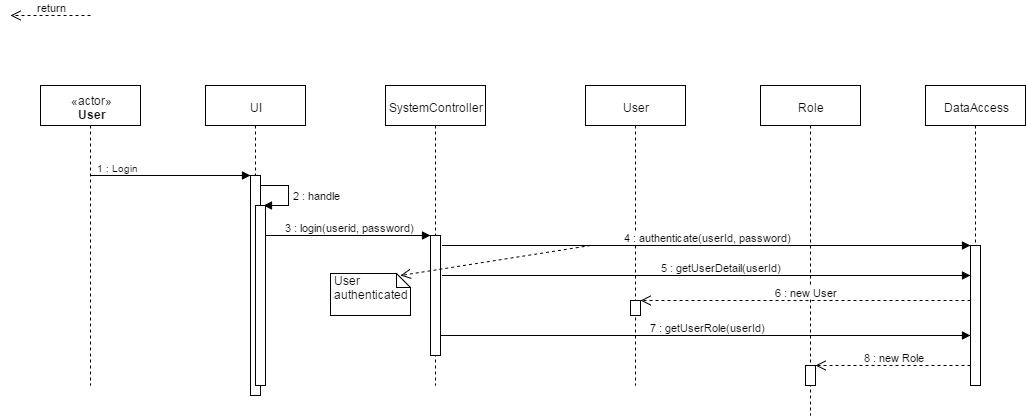 return
«actor»
User
UI
SystemController
User
Role
DataAccess
1 : Login
2 : handle
3 : login(userid, password)
4 : authenticate(userId, password)
User
authenticated
5 : getUserDetail(userId)
6 : new User
7 : getUserRole(userId)
8 : new Role